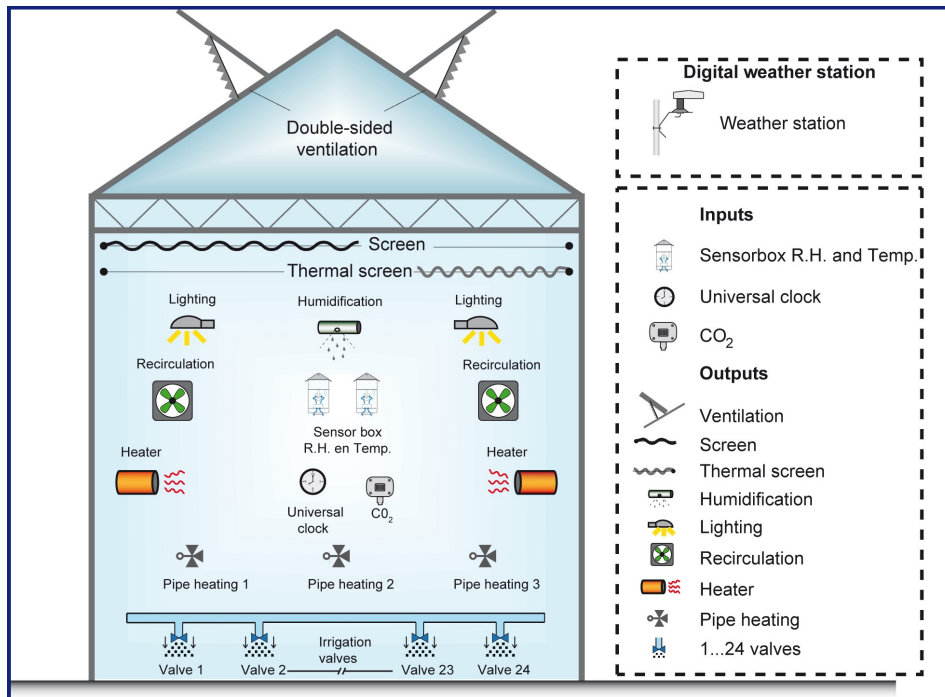 Double-sided
ventilation
Screen
Thermal screen
Lighting
Humidification
Lighting
Recirculation
Recirculation
Sensor box
R.H. en Temp.
Heater
Heater
Universal
clock
C0₂
Pipe heating 1
Pipe heating 2
Pipe heating 3
Irrigation
valves
Valve 1
Valve 2
Valve 23
Valve 24
Digital weather station
Weather station
Inputs
Sensorbox R.H. and Temp.
Universal clock
CO₂
Outputs
Ventilation
Screen
Thermal screen
Humidification
Lighting
Recirculation
Heater
Pipe heating
1...24 valves